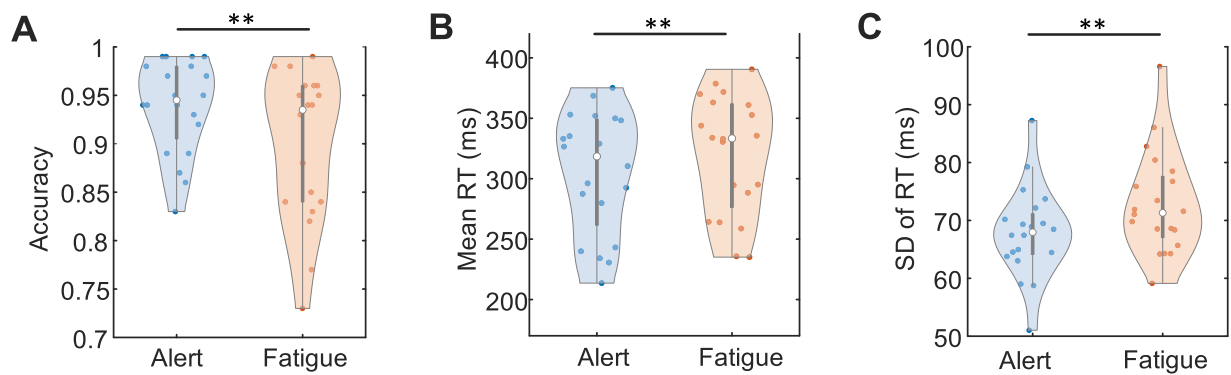 A
**
Accuracy
1
0.95
0.9
0.85
0.8
0.75
0.7
Alert Fatigue
B
**
Mean RT (ms)
400
350
300
250
200
Alert Fatigue
C
**
SD of RT (ms)
100
90
80
70
60
50
Alert Fatigue